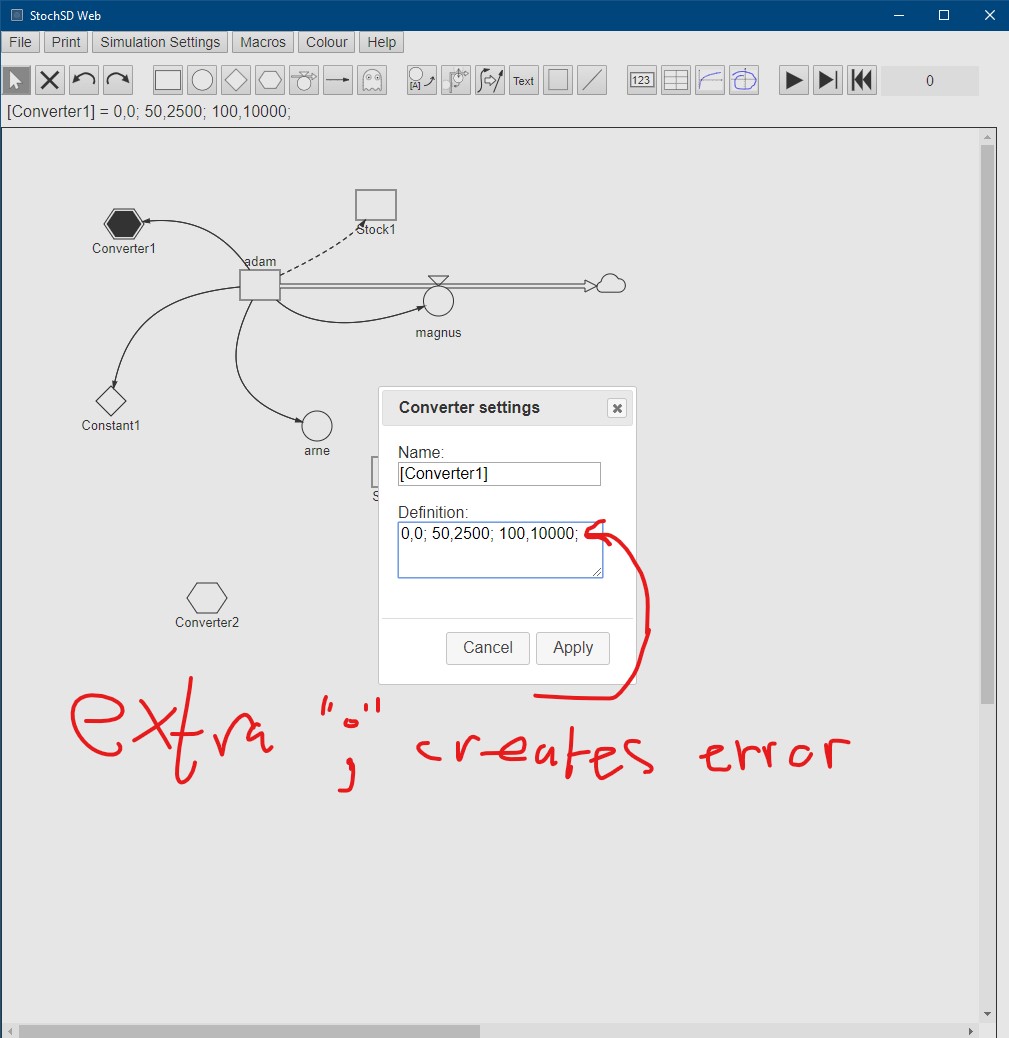 StochSD Web
File Print Simulation Settings Macros Colour Help
[A] Text 123 0
[Converter1] = 0,0; 50,2500; 100,10000;
Stock1
Converter1
adam
magnus
Constant1
arne
S
Converter settings
Name:
[Converter1]
Definition:
0,0; 50,2500; 100,10000;
Converter2
Cancel Apply
extra ";" creates error